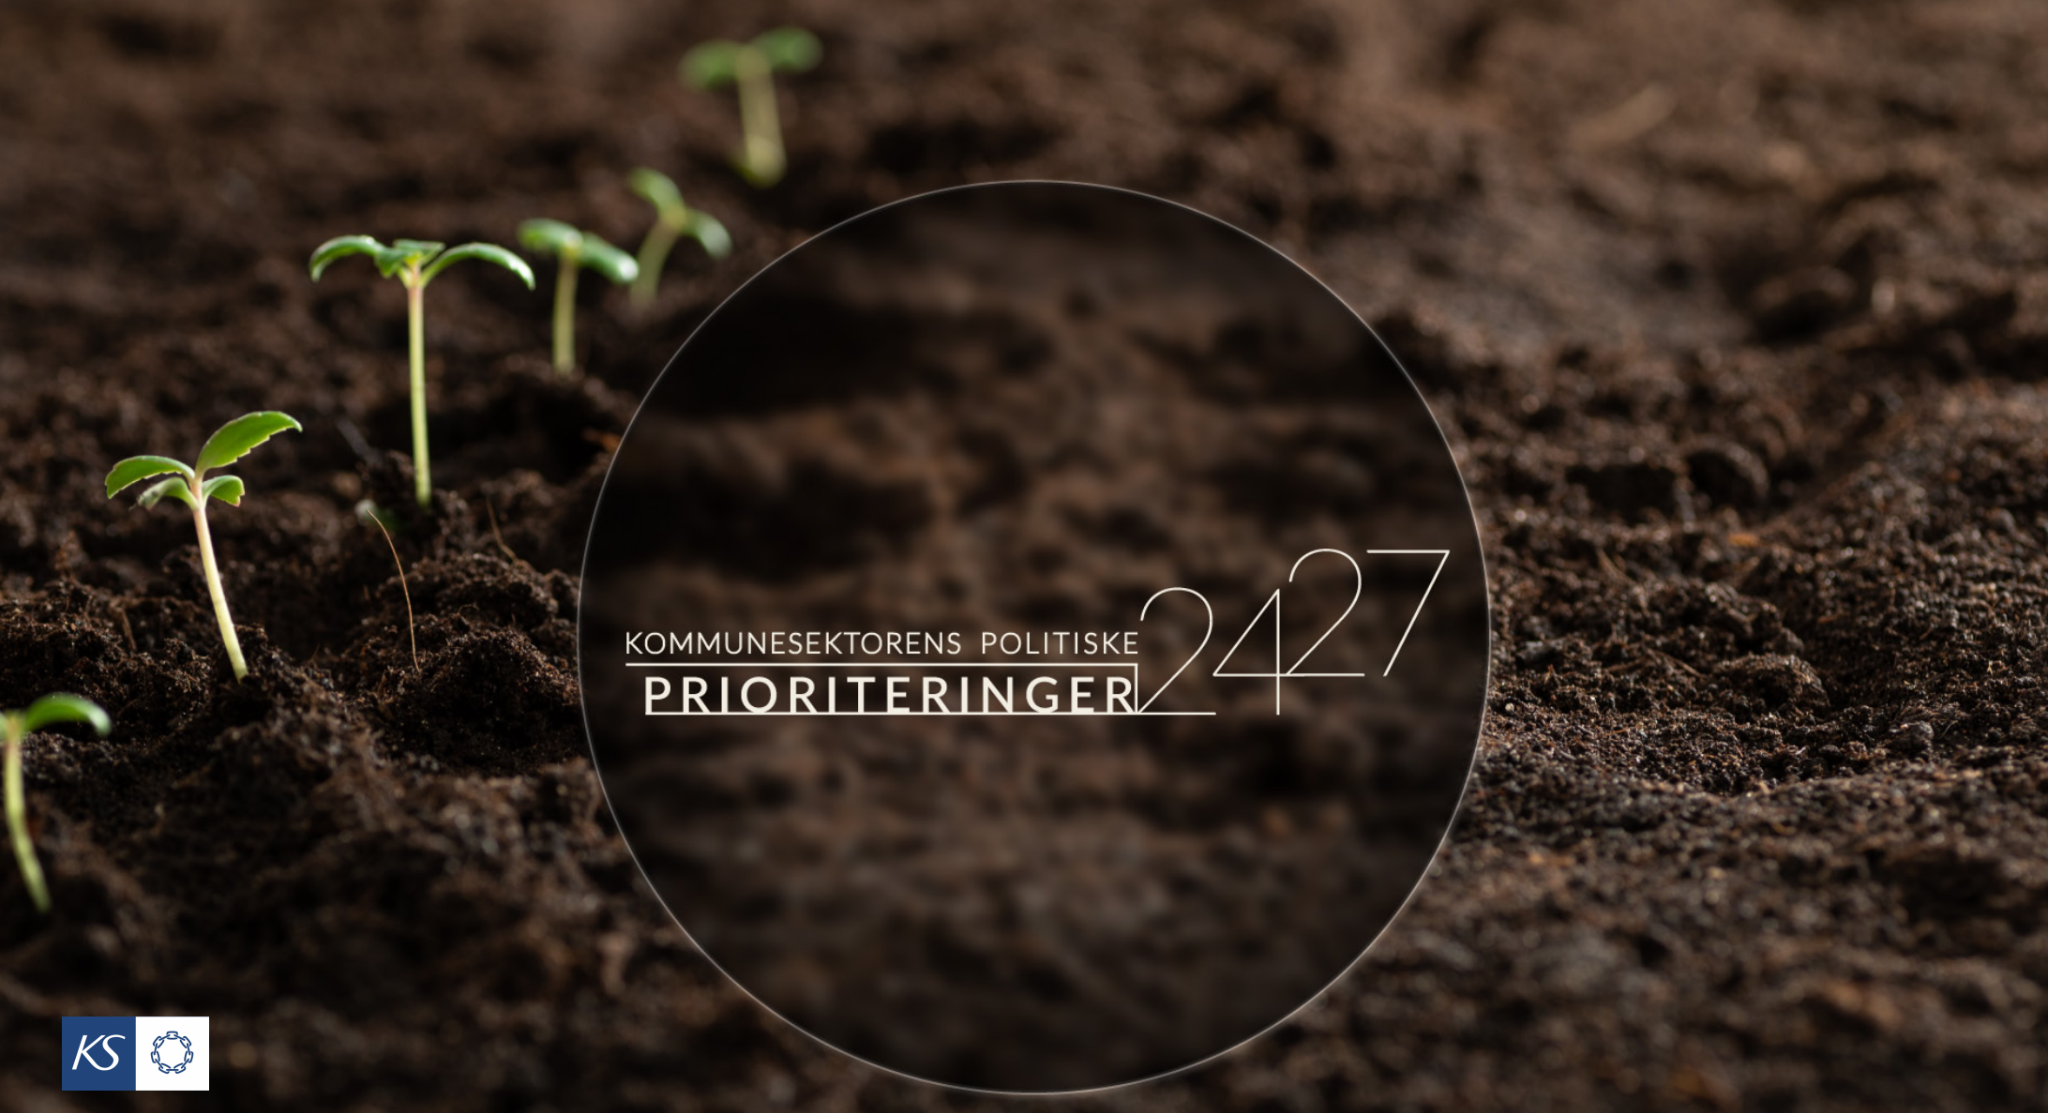 KOMMUNESEKTORENS POLITISKE
PRIORITERINGER 2427
KS